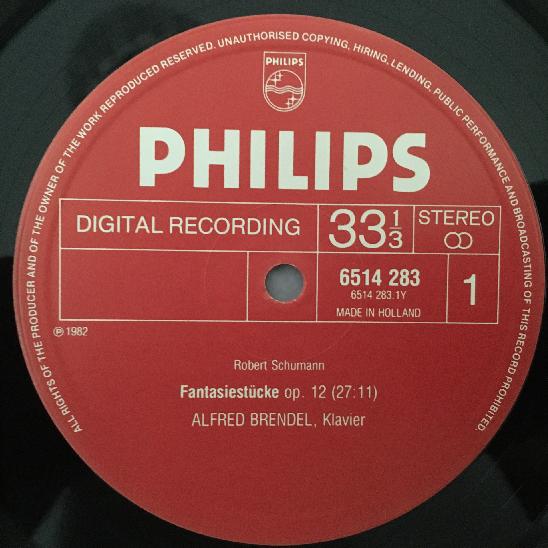 ALL RIGHTS OF THE PRODUCER AND OF THE OWNER OF THE WORK REPRODUCED RESERVED. UNAUTHORISED COPYING, HIRING, LENDING, PUBLIC PERFORMANCE AND BROADCASTING OF THIS RECORD PROHIBITED
PHILIPS
PHILIPS
DIGITAL RECORDING
33 1/3
STEREO
6514 283
6514 283.1Y
MADE IN HOLLAND
1
℗ 1982
Robert Schumann
Fantasiestücke op. 12 (27:11)
ALFRED BRENDEL, Klavier